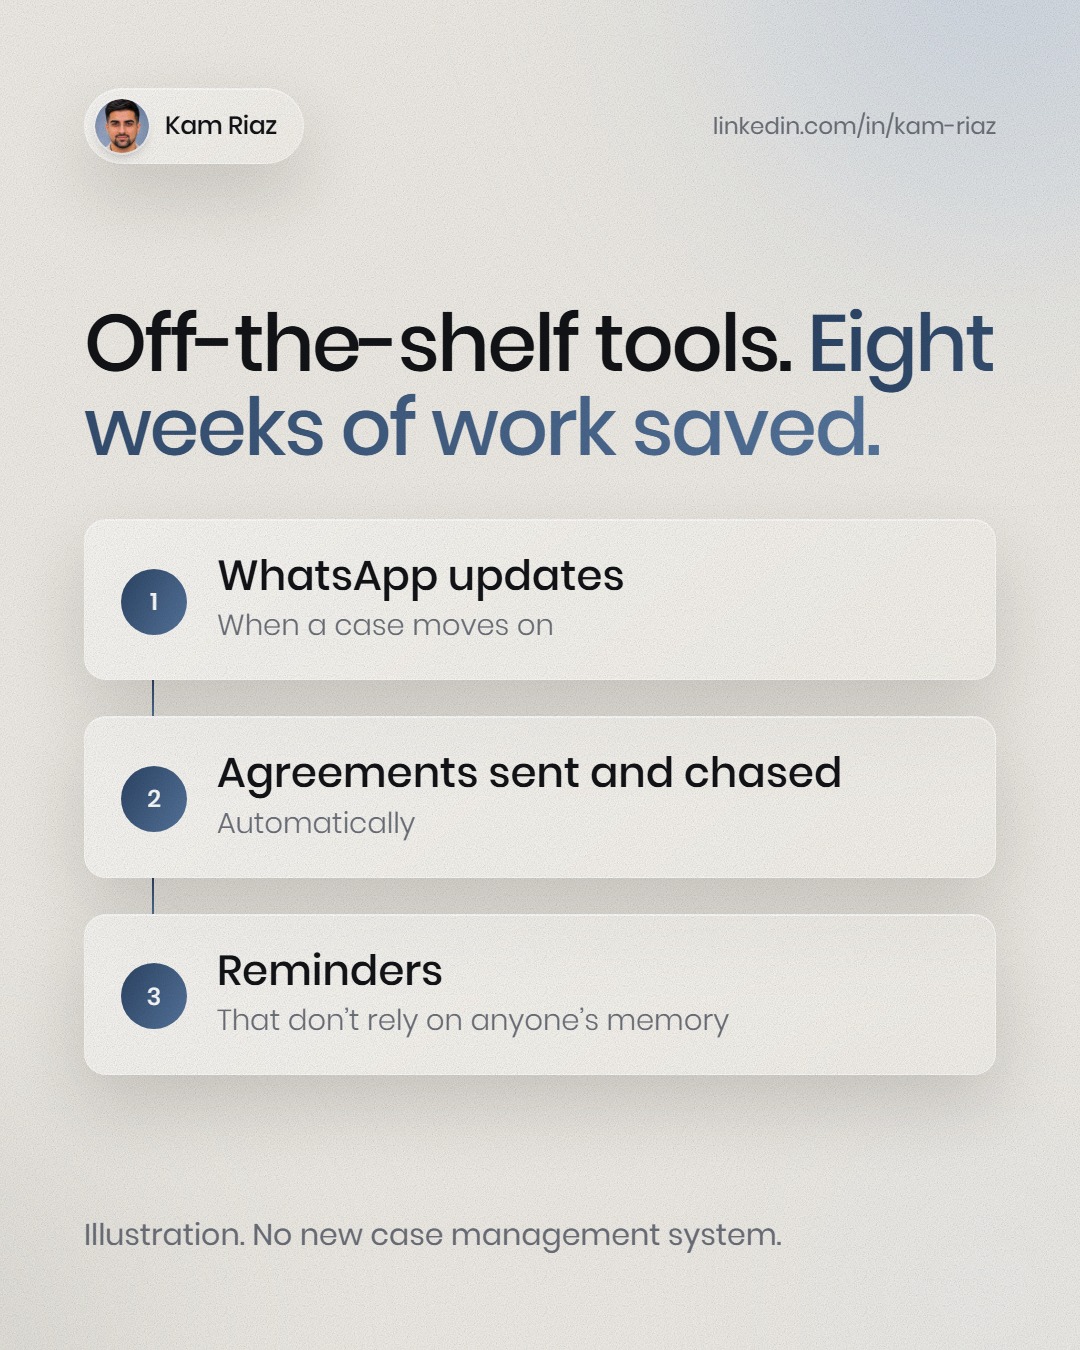 Kam Riaz
linkedin.com/in/kam-riaz
Off-the-shelf tools. Eight
weeks of work saved.
1
WhatsApp updates
When a case moves on
2
Agreements sent and chased
Automatically
3
Reminders
That don’t rely on anyone’s memory
Illustration. No new case management system.